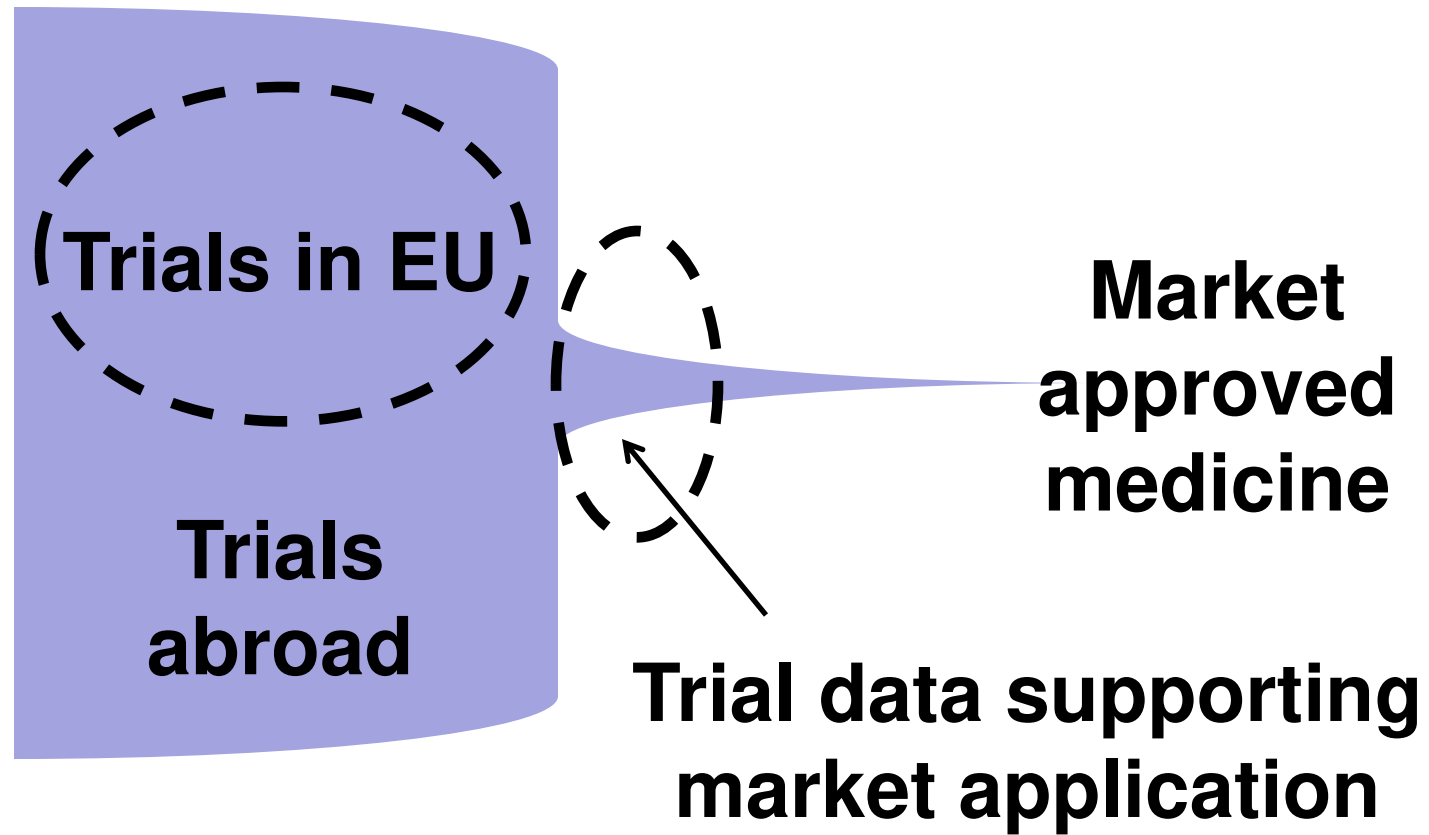 Trials in EU
Trials
abroad
Market
approved
medicine
Trial data supporting
market application